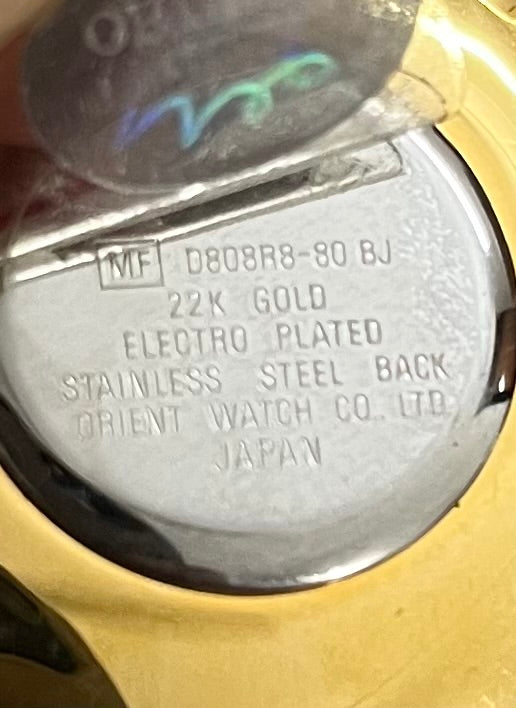 MF D808R8-80 BJ
22K GOLD
ELECTRO PLATED
STAINLESS STEEL BACK
ORIENT WATCH CO. LTD.
JAPAN